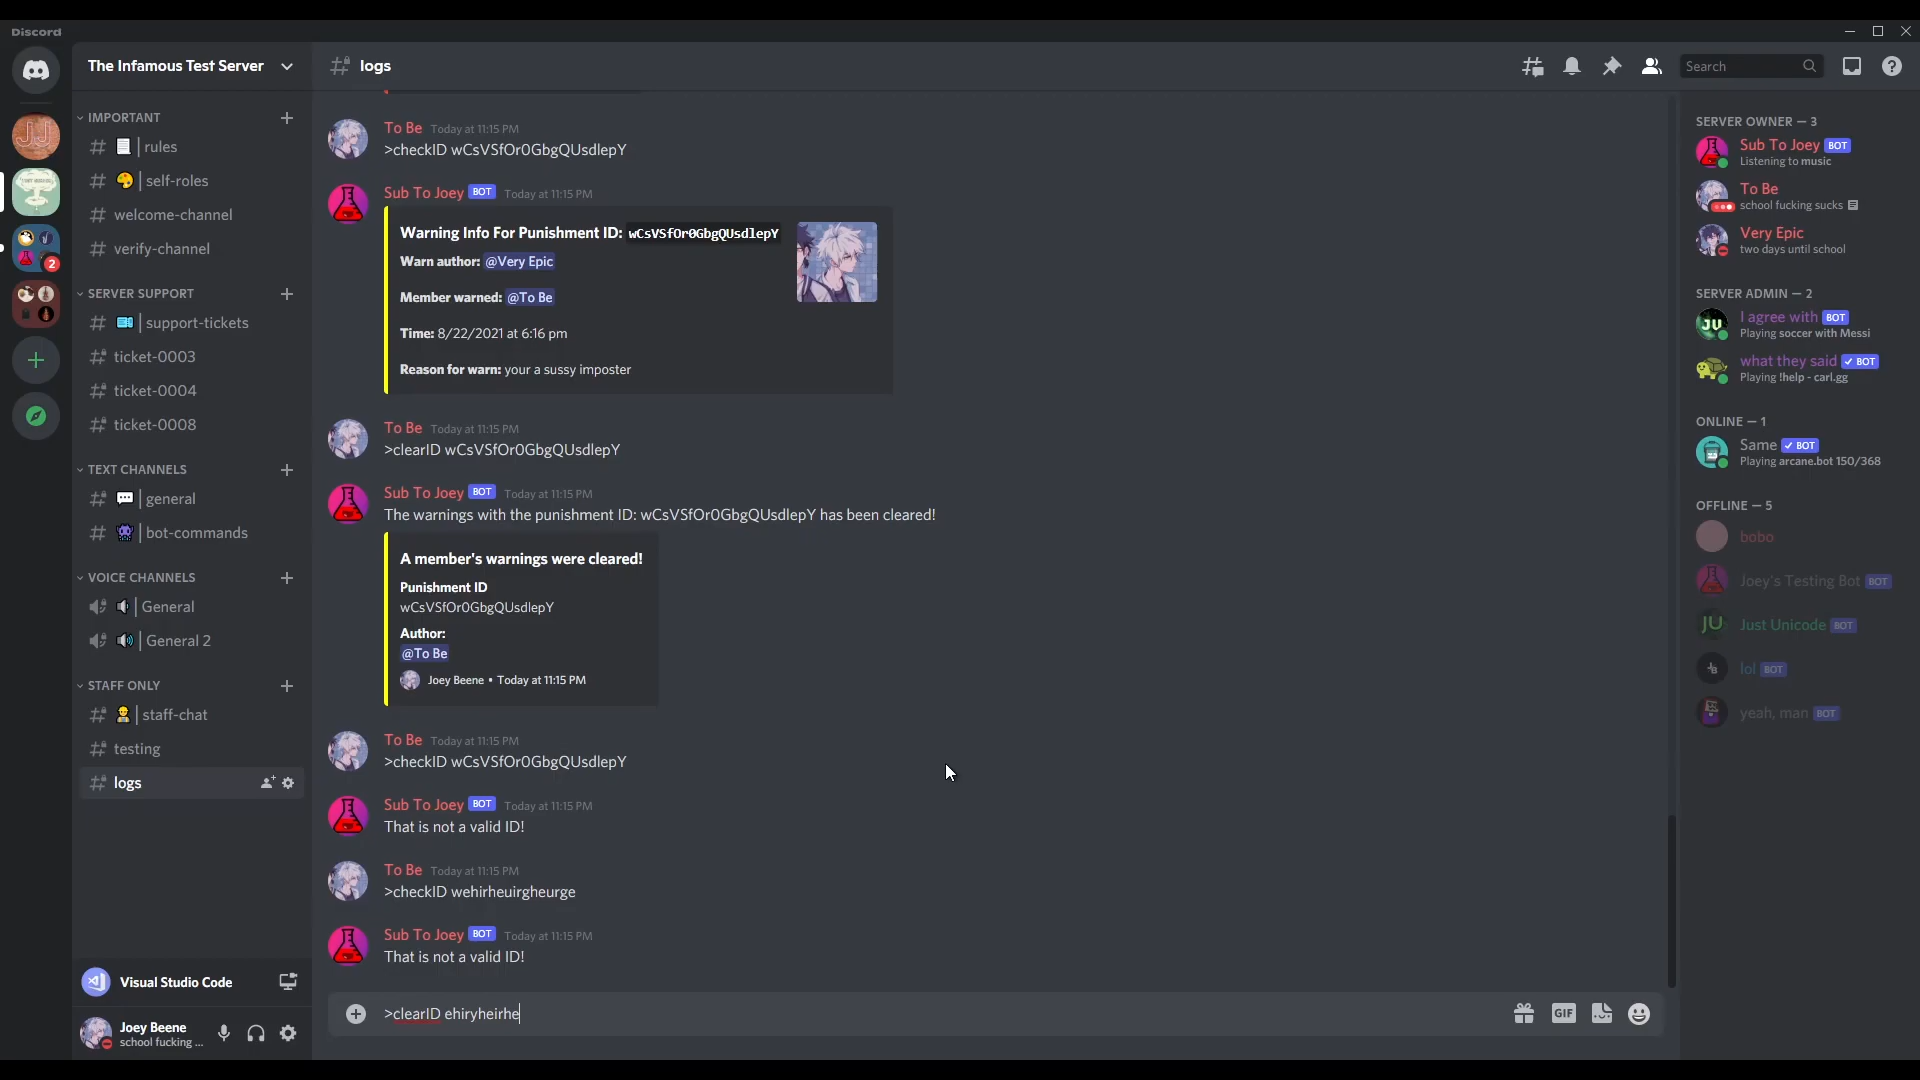 Discord
The Infamous Test Server
IMPORTANT
rules
self-roles
welcome-channel
verify-channel
SERVER SUPPORT
support-tickets
ticket-0003
ticket-0004
ticket-0008
TEXT CHANNELS
general
bot-commands
VOICE CHANNELS
General
General 2
STAFF ONLY
staff-chat
testing
logs
Visual Studio Code
Joey Beene
school fucking ...
2
JJ
logs
Search
To Be Today at 11:15 PM
>checkID wCsVSfOr0GbgQUsdlepY
Sub To Joey BOT Today at 11:15 PM
Warning Info For Punishment ID: wCsVSfOr0GbgQUsdlepY
Warn author: @Very Epic
Member warned: @To Be
Time: 8/22/2021 at 6:16 pm
Reason for warn: your a sussy imposter
To Be Today at 11:15 PM
>clearID wCsVSfOr0GbgQUsdlepY
Sub To Joey BOT Today at 11:15 PM
The warnings with the punishment ID: wCsVSfOr0GbgQUsdlepY has been cleared!
A member's warnings were cleared!
Punishment ID
wCsVSfOr0GbgQUsdlepY
Author:
@To Be
Joey Beene • Today at 11:15 PM
To Be Today at 11:15 PM
>checkID wCsVSfOr0GbgQUsdlepY
Sub To Joey BOT Today at 11:15 PM
That is not a valid ID!
To Be Today at 11:15 PM
>checkID wehirheuirgheurge
Sub To Joey BOT Today at 11:15 PM
That is not a valid ID!
>clearID ehiryheirhe
GIF
SERVER OWNER — 3
Sub To Joey BOT
Listening to music
To Be
school fucking sucks
Very Epic
two days until school
SERVER ADMIN — 2
JU
I agree with BOT
Playing soccer with Messi
what they said ✓ BOT
Playing !help - carl.gg
ONLINE — 1
Same ✓ BOT
Playing arcane.bot 150/368
OFFLINE — 5
bobo
Joey's Testing Bot BOT
JU
Just Unicode BOT
lol BOT
yeah, man BOT